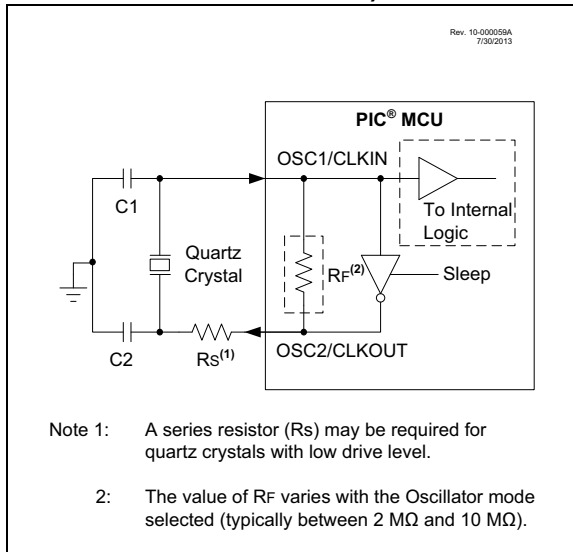 Rev. 10-000059A
7/30/2013
PIC® MCU
OSC1/CLKIN
C1
To Internal
Logic
Quartz
Crystal
RF(2)
Sleep
C2
RS(1)
OSC2/CLKOUT
Note 1: A series resistor (Rs) may be required for
quartz crystals with low drive level.
2: The value of RF varies with the Oscillator mode
selected (typically between 2 MΩ and 10 MΩ).